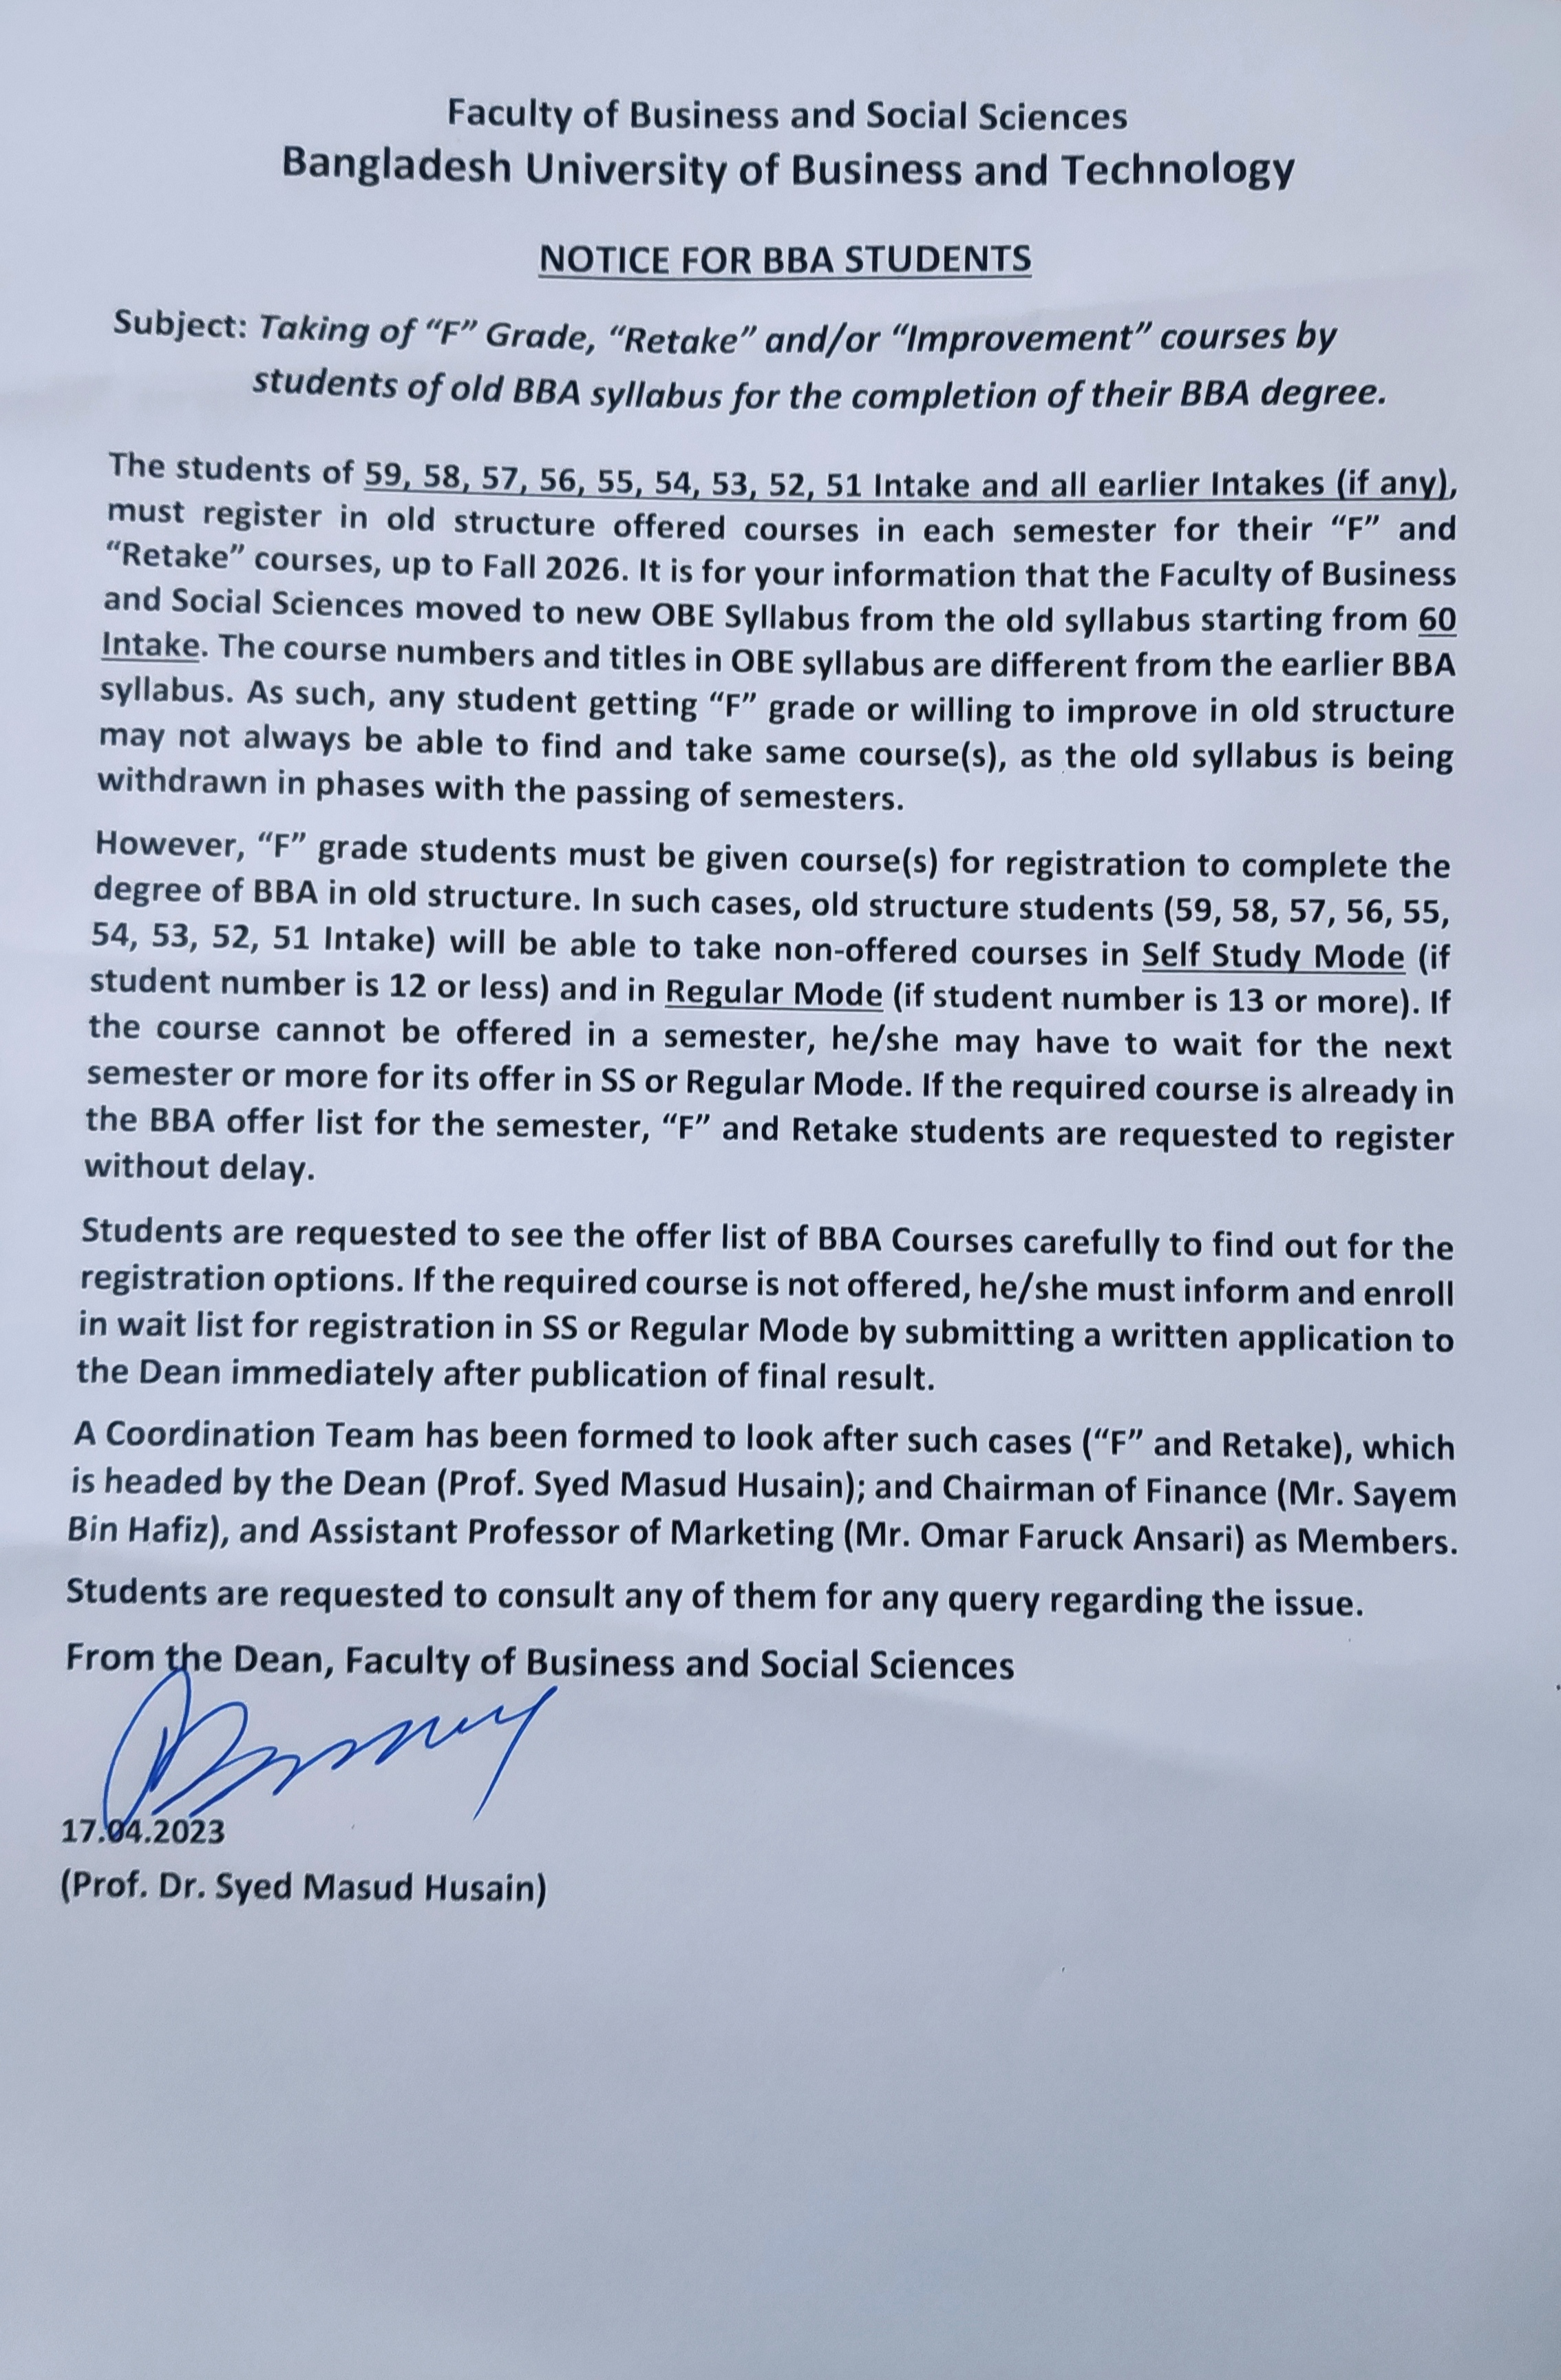 Faculty of Business and Social Sciences
Bangladesh University of Business and Technology
NOTICE FOR BBA STUDENTS
Subject: Taking of “F” Grade, “Retake” and/or “Improvement” courses by
students of old BBA syllabus for the completion of their BBA degree.
The students of 59, 58, 57, 56, 55, 54, 53, 52, 51 Intake and all earlier Intakes (if any),
must register in old structure offered courses in each semester for their “F” and
“Retake” courses, up to Fall 2026. It is for your information that the Faculty of Business
and Social Sciences moved to new OBE Syllabus from the old syllabus starting from 60
Intake. The course numbers and titles in OBE syllabus are different from the earlier BBA
syllabus. As such, any student getting “F” grade or willing to improve in old structure
may not always be able to find and take same course(s), as the old syllabus is being
withdrawn in phases with the passing of semesters.
However, “F” grade students must be given course(s) for registration to complete the
degree of BBA in old structure. In such cases, old structure students (59, 58, 57, 56, 55,
54, 53, 52, 51 Intake) will be able to take non-offered courses in Self Study Mode (if
student number is 12 or less) and in Regular Mode (if student number is 13 or more). If
the course cannot be offered in a semester, he/she may have to wait for the next
semester or more for its offer in SS or Regular Mode. If the required course is already in
the BBA offer list for the semester, “F” and Retake students are requested to register
without delay.
Students are requested to see the offer list of BBA Courses carefully to find out for the
registration options. If the required course is not offered, he/she must inform and enroll
in wait list for registration in SS or Regular Mode by submitting a written application to
the Dean immediately after publication of final result.
A Coordination Team has been formed to look after such cases (“F” and Retake), which
is headed by the Dean (Prof. Syed Masud Husain); and Chairman of Finance (Mr. Sayem
Bin Hafiz), and Assistant Professor of Marketing (Mr. Omar Faruck Ansari) as Members.
Students are requested to consult any of them for any query regarding the issue.
From the Dean, Faculty of Business and Social Sciences
17.04.2023
(Prof. Dr. Syed Masud Husain)